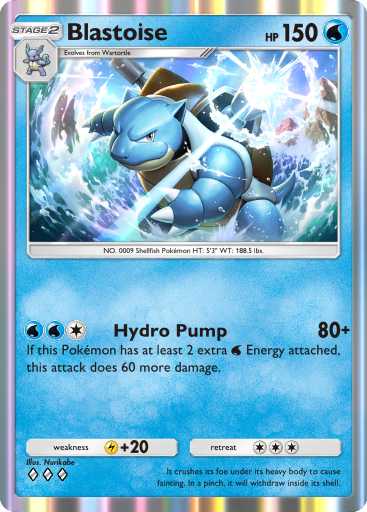 STAGE2 Blastoise HP 150
Evolves from Wartortle
NO. 0009 Shellfish Pokémon HT: 5'3" WT: 188.5 lbs.
Hydro Pump 80+
If this Pokémon has at least 2 extra Energy attached,
this attack does 60 more damage.
weakness +20 retreat
Illus. Nurikabe
It crushes its foe under its heavy body to cause
fainting. In a pinch, it will withdraw inside its shell.